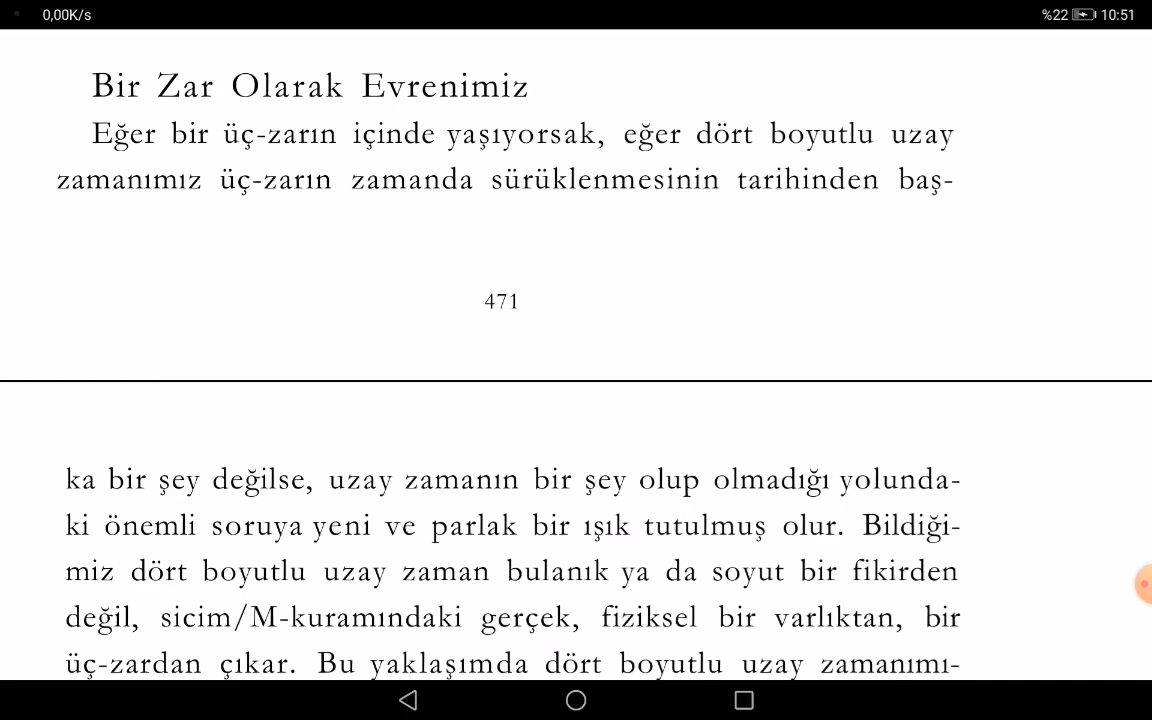 0,00K/s %22 10:51
Bir Zar Olarak Evrenimiz
Eğer bir üç-zarın içinde yaşıyorsak, eğer dört boyutlu uzay
zamanımız üç-zarın zamanda sürüklenmesinin tarihinden baş-
471
ka bir şey değilse, uzay zamanın bir şey olup olmadığı yolunda-
ki önemli soruya yeni ve parlak bir ışık tutulmuş olur. Bildiği-
miz dört boyutlu uzay zaman bulanık ya da soyut bir fikirden
değil, sicim/M-kuramındaki gerçek, fiziksel bir varlıktan, bir
üç-zardan çıkar. Bu yaklaşımda dört boyutlu uzay zamanımı-